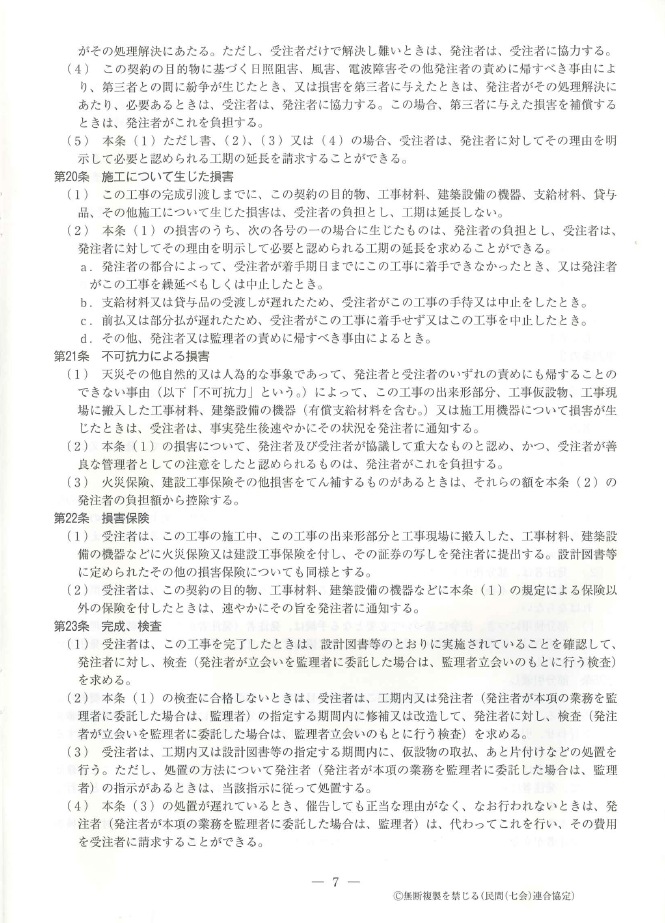 がその処理解決にあたる。ただし、受注者だけで解決し難いときは、発注者は、受注者に協力する。
(4) この契約の目的物に基づく日照阻害、風害、電波障害その他発注者の責めに帰すべき事由によ
り、第三者との間に紛争が生じたとき、又は損害を第三者に与えたときは、発注者がその処理解決に
あたり、必要あるときは、受注者は、発注者に協力する。この場合、第三者に与えた損害を補償する
ときは、発注者がこれを負担する。
(5) 本条(1)ただし書、(2)、(3)又は(4)の場合、受注者は、発注者に対してその理由を明
示して必要と認められる工期の延長を請求することができる。
第20条 施工について生じた損害
(1) この工事の完成引渡しまでに、この契約の目的物、工事材料、建築設備の機器、支給材料、貸与
品、その他施工について生じた損害は、受注者の負担とし、工期は延長しない。
(2) 本条(1)の損害のうち、次の各号の一の場合に生じたものは、発注者の負担とし、受注者は、
発注者に対してその理由を明示して必要と認められる工期の延長を求めることができる。
a．発注者の都合によって、受注者が着手期日までにこの工事に着手できなかったとき、又は発注者
がこの工事を繰延べもしくは中止したとき。
b．支給材料又は貸与品の受渡しが遅れたため、受注者がこの工事の手待又は中止をしたとき。
c．前払又は部分払が遅れたため、受注者がこの工事に着手せず又はこの工事を中止したとき。
d．その他、発注者又は監理者の責めに帰すべき事由によるとき。
第21条 不可抗力による損害
(1) 天災その他自然的又は人為的な事象であって、発注者と受注者のいずれの責めにも帰することの
できない事由(以下「不可抗力」という。)によって、この工事の出来形部分、工事仮設物、工事現
場に搬入した工事材料、建築設備の機器(有償支給材料を含む。)又は施工用機器について損害が生
じたときは、受注者は、事実発生後速やかにその状況を発注者に通知する。
(2) 本条(1)の損害について、発注者及び受注者が協議して重大なものと認め、かつ、受注者が善
良な管理者としての注意をしたと認められるものは、発注者がこれを負担する。
(3) 火災保険、建設工事保険その他損害をてん補するものがあるときは、それらの額を本条(2)の
発注者の負担額から控除する。
第22条 損害保険
(1) 受注者は、この工事の施工中、この工事の出来形部分と工事現場に搬入した、工事材料、建築設
備の機器などに火災保険又は建設工事保険を付し、その証券の写しを発注者に提出する。設計図書等
に定められたその他の損害保険についても同様とする。
(2) 受注者は、この契約の目的物、工事材料、建築設備の機器などに本条(1)の規定による保険以
外の保険を付したときは、速やかにその旨を発注者に通知する。
第23条 完成、検査
(1) 受注者は、この工事を完了したときは、設計図書等のとおりに実施されていることを確認して、
発注者に対し、検査(発注者が立会いを監理者に委託した場合は、監理者立会いのもとに行う検査)
を求める。
(2) 本条(1)の検査に合格しないときは、受注者は、工期内又は発注者(発注者が本項の業務を監
理者に委託した場合は、監理者)の指定する期間内に修補又は改造して、発注者に対し、検査(発注
者が立会いを監理者に委託した場合は、監理者立会いのもとに行う検査)を求める。
(3) 受注者は、工期内又は設計図書等の指定する期間内に、仮設物の取払、あと片付けなどの処置を
行う。ただし、処置の方法について発注者(発注者が本項の業務を監理者に委託した場合は、監理
者)の指示があるときは、当該指示に従って処置する。
(4) 本条(3)の処置が遅れているとき、催告しても正当な理由がなく、なお行われないときは、発
注者(発注者が本項の業務を監理者に委託した場合は、監理者)は、代わってこれを行い、その費用
を受注者に請求することができる。
― 7 ―
©無断複製を禁じる(民間(七会)連合協定)